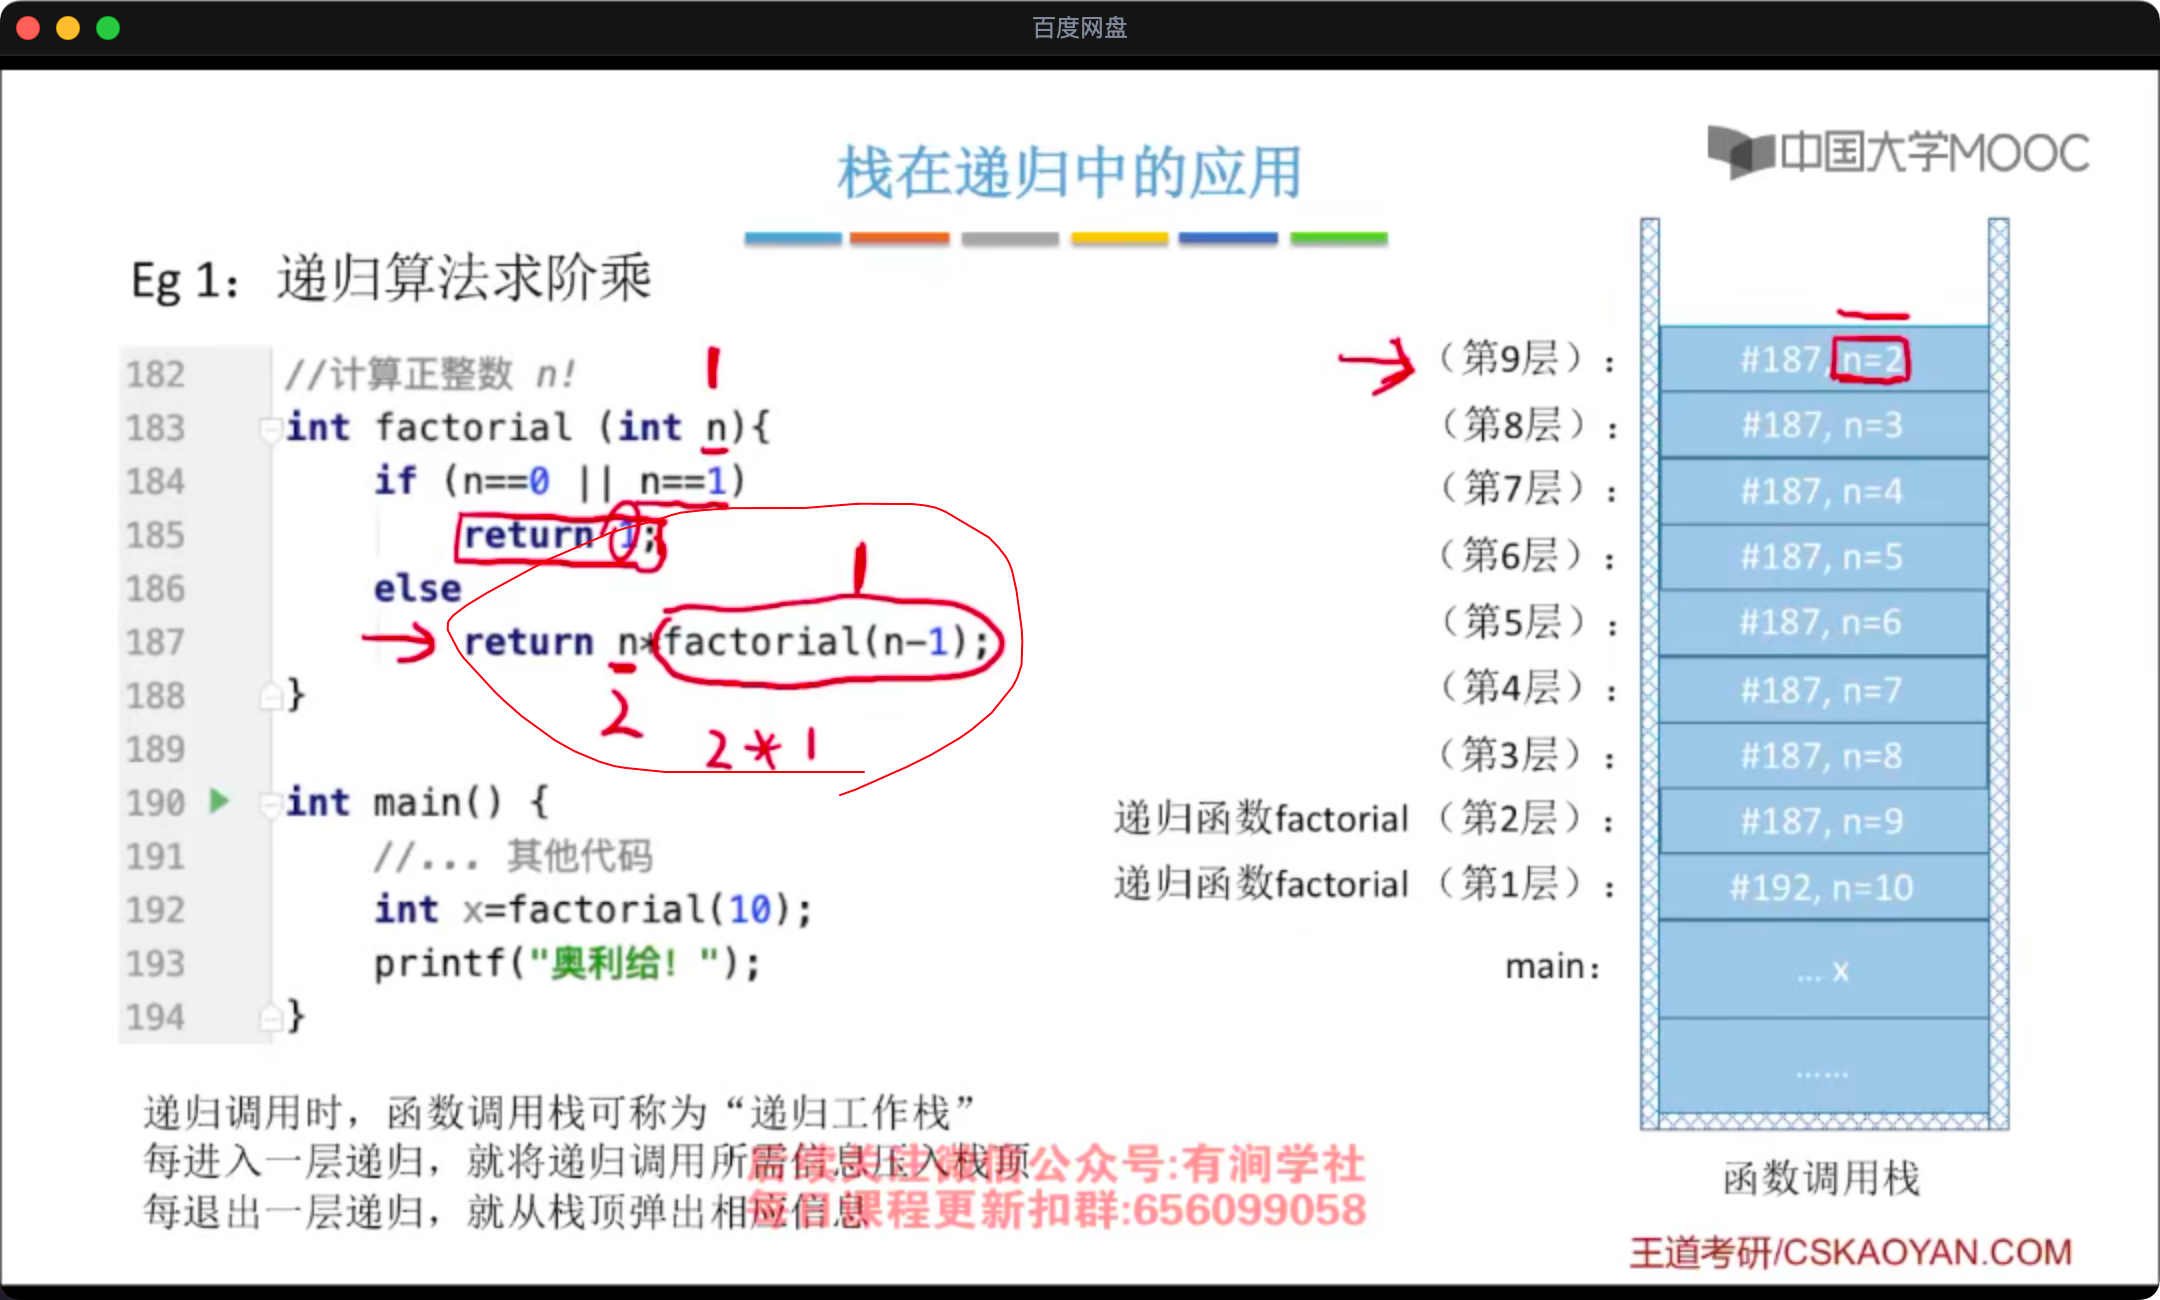 百度网盘
中国大学MOOC
栈在递归中的应用
Eg 1：递归算法求阶乘
182 //计算正整数 n!
1
183 int factorial (int n){
184 if (n==0 || n==1)
185 return 1;
186 else
1
187 return n*factorial(n-1);
188 }
2
2*1
189
190 int main() {
191 //... 其他代码
192 int x=factorial(10);
193 printf("奥利给！");
194 }
（第9层）： #187, n=2
（第8层）： #187, n=3
（第7层）： #187, n=4
（第6层）： #187, n=5
（第5层）： #187, n=6
（第4层）： #187, n=7
（第3层）： #187, n=8
递归函数factorial （第2层）： #187, n=9
递归函数factorial （第1层）： #192, n=10
main： ... x
......
函数调用栈
递归调用时，函数调用栈可称为“递归工作栈”
每进入一层递归，就将递归调用所需信息压入栈顶
每退出一层递归，就从栈顶弹出相应信息
后续关注微信公众号:有涧学社
每日课程更新扣群:656099058
王道考研/CSKAOYAN.COM